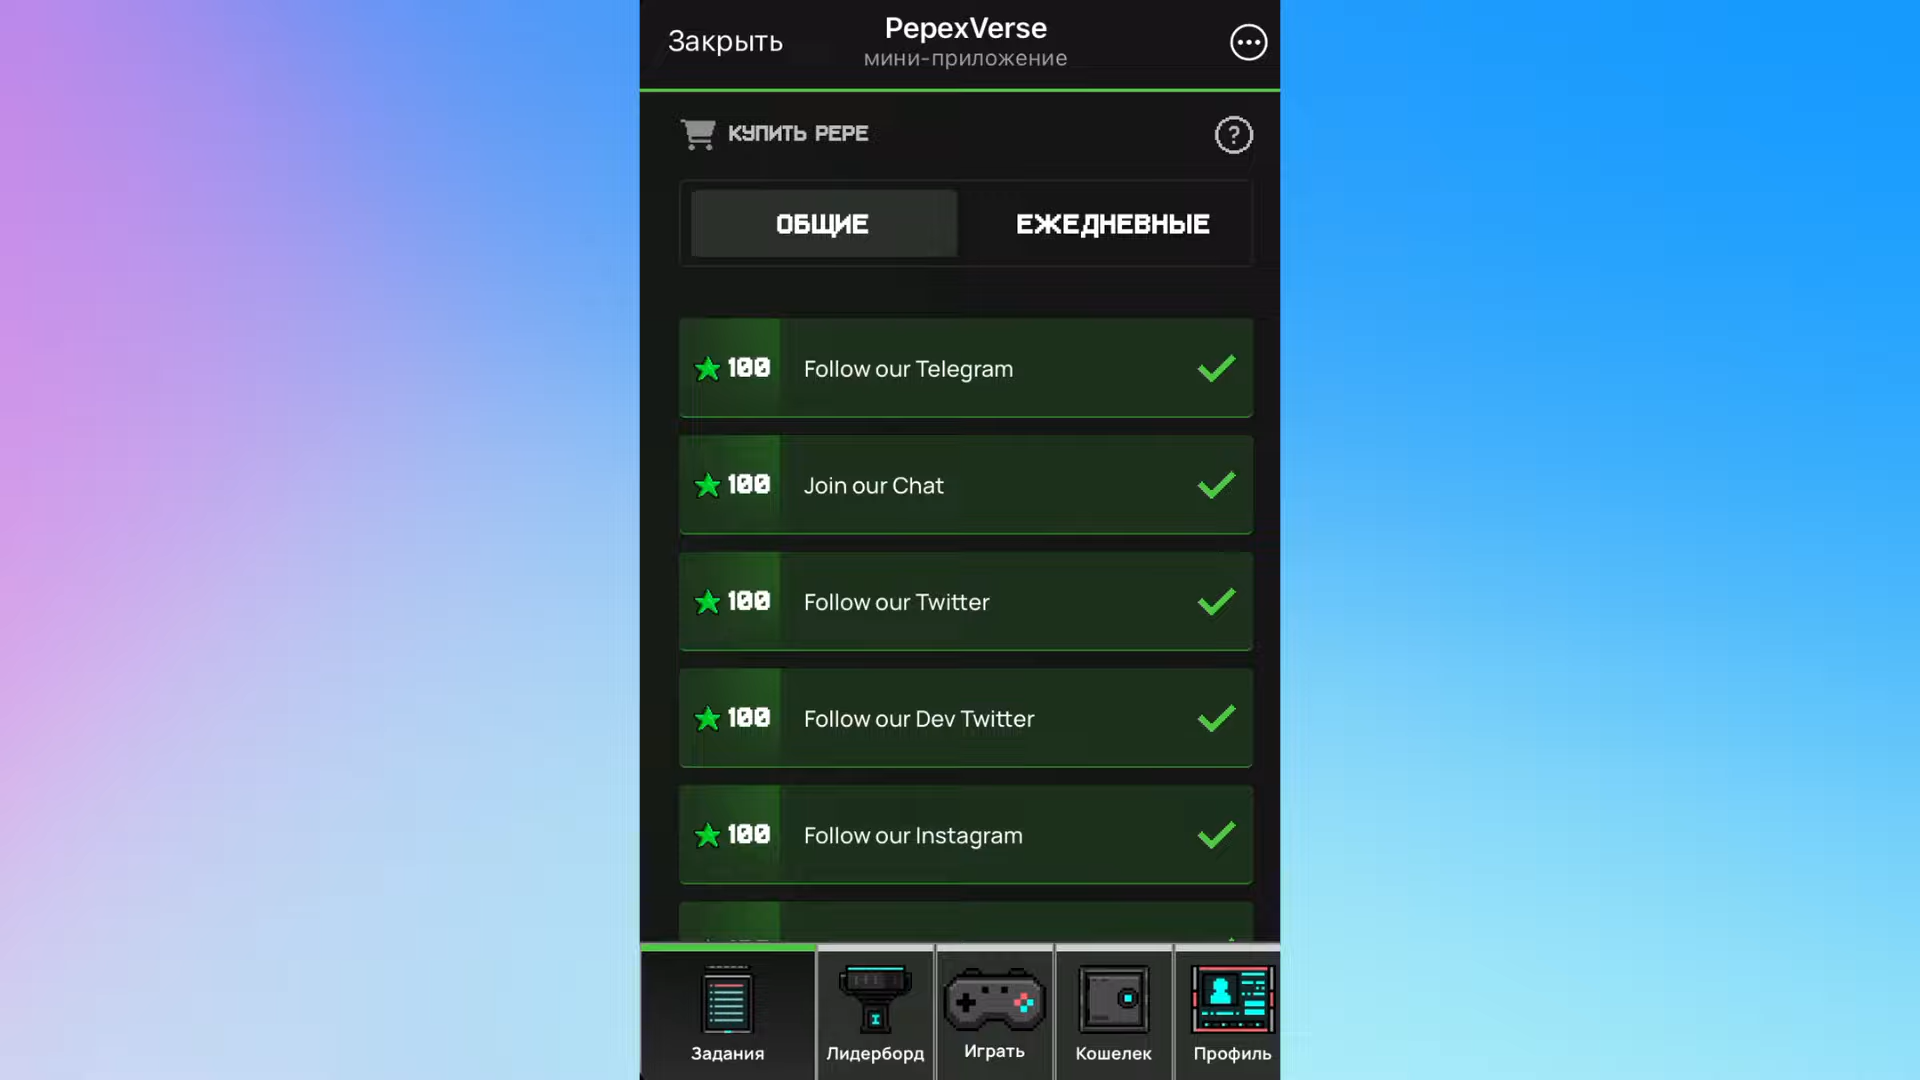 Закрыть
PepexVerse
мини-приложение
КУПИТЬ PEPE
?
ОБЩИЕ
ЕЖЕДНЕВНЫЕ
100 Follow our Telegram
100 Join our Chat
100 Follow our Twitter
100 Follow our Dev Twitter
100 Follow our Instagram
Задания
Лидерборд
Играть
Кошелек
Профиль